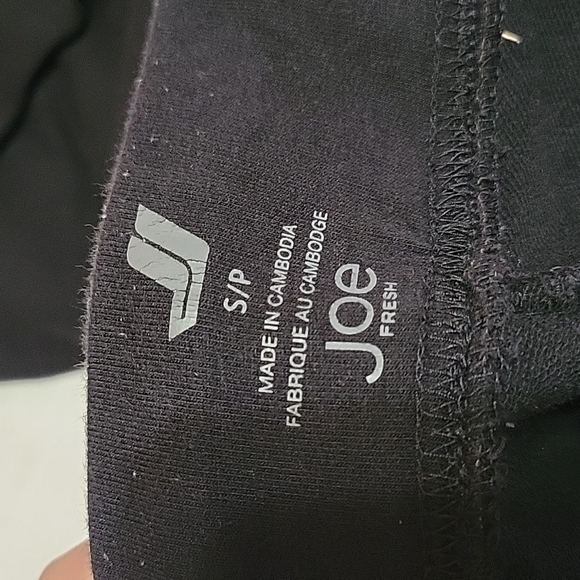 S/P
MADE IN CAMBODIA
FABRIQUE AU CAMBODGE
Joe
FRESH